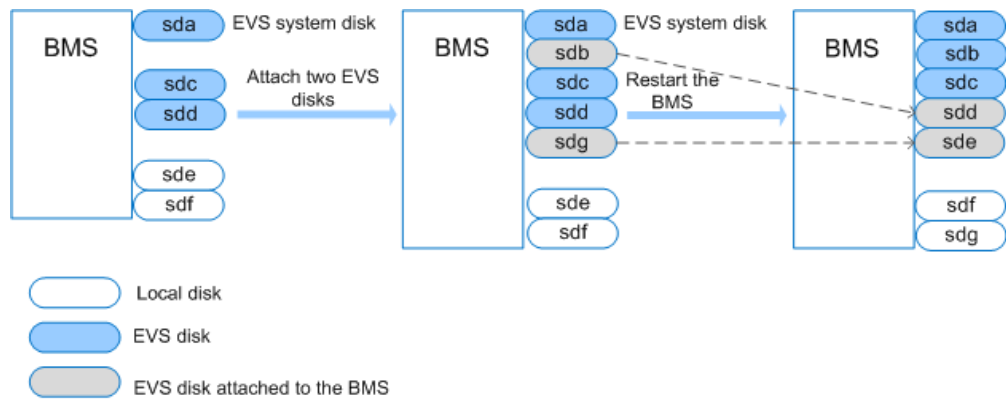 BMS
sda
EVS system disk
sdc
sdd
Attach two EVS
disks
sde
sdf
BMS
sda
EVS system disk
sdb
sdc
sdd
sdg
Restart the
BMS
sde
sdf
BMS
sda
sdb
sdc
sdd
sde
sdf
sdg
Local disk
EVS disk
EVS disk attached to the BMS